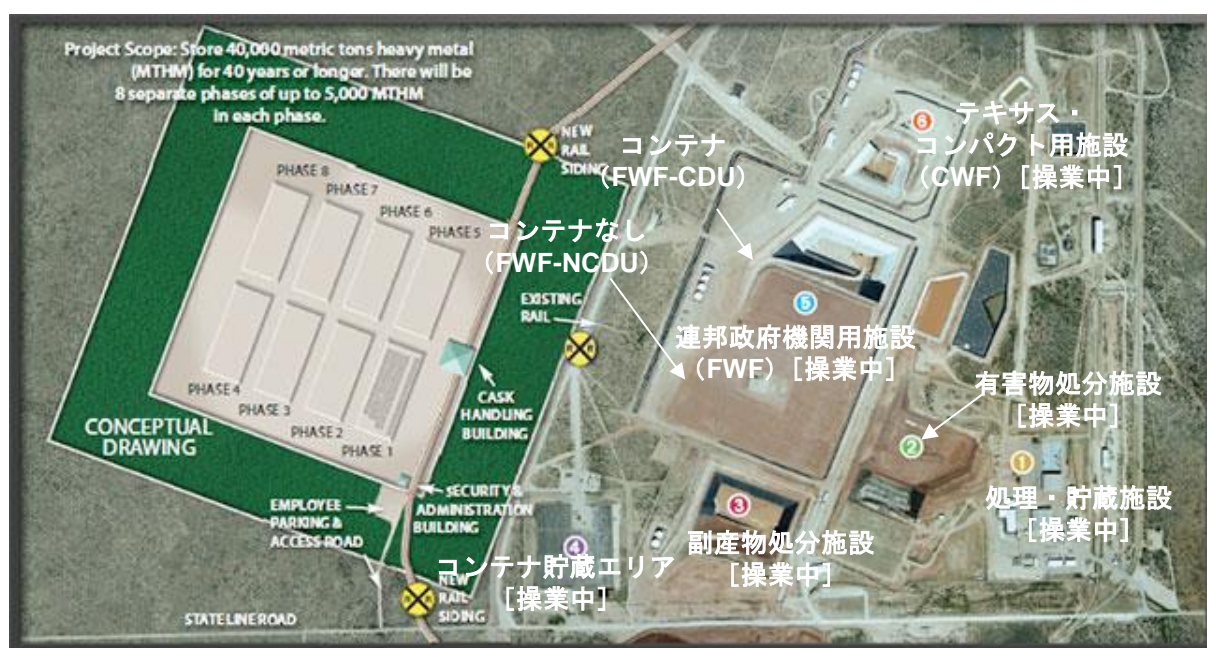 Project Scope: Store 40,000 metric tons heavy metal
(MTHM) for 40 years or longer. There will be
8 separate phases of up to 5,000 MTHM
in each phase.
NEW
RAIL
SIDING
PHASE 8
PHASE 7
PHASE 6
PHASE 5
コンテナ
(FWF-CDU)
コンテナなし
(FWF-NCDU)
⑥
テキサス・
コンパクト用施設
(CWF)[操業中]
EXISTING
RAIL
⑤
連邦政府機関用施設
(FWF)[操業中]
PHASE 4
PHASE 3
PHASE 2
PHASE 1
CASK
HANDLING
BUILDING
CONCEPTUAL
DRAWING
有害物処分施設
[操業中]
②
①
処理・貯蔵施設
[操業中]
SECURITY &
ADMINISTRATION
BUILDING
EMPLOYEE
PARKING &
ACCESS ROAD
③
副産物処分施設
[操業中]
④
コンテナ貯蔵エリア
[操業中]
NEW
RAIL
SIDING
STATE LINE ROAD